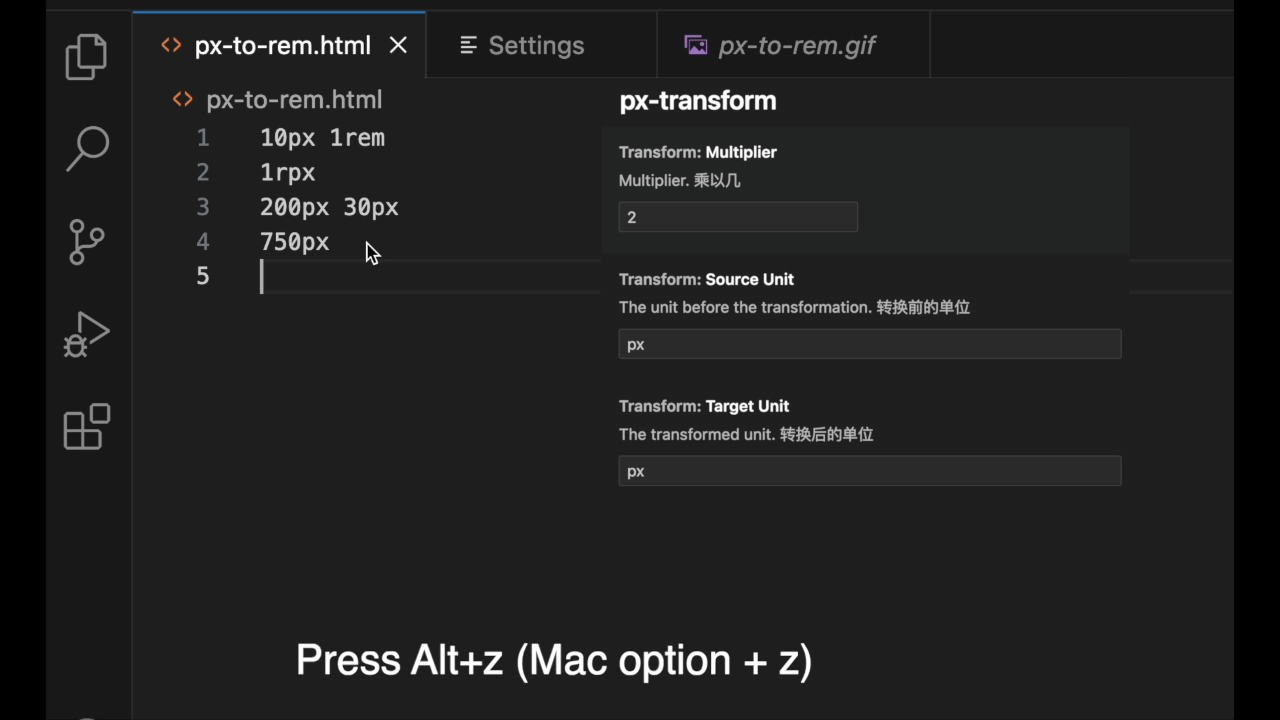 px-to-rem.html
Settings
px-to-rem.gif
px-to-rem.html
1 10px 1rem
2 1rpx
3 200px 30px
4 750px
5
px-transform
Transform: Multiplier
Multiplier. 乘以几
2
Transform: Source Unit
The unit before the transformation. 转换前的单位
px
Transform: Target Unit
The transformed unit. 转换后的单位
px
Press Alt+z (Mac option + z)